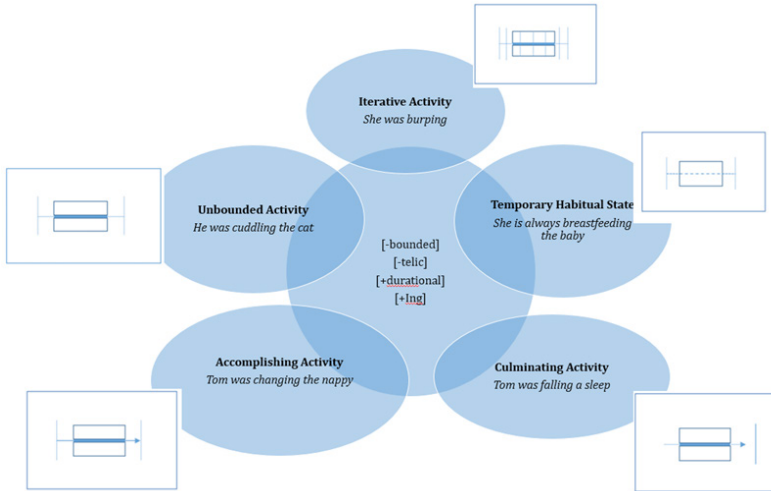 Iterative Activity
She was burping
Unbounded Activity
He was cuddling the cat
Temporary Habitual State
She is always breastfeeding
the baby
[-bounded]
[-telic]
[+durational]
[+Ing]
Accomplishing Activity
Tom was changing the nappy
Culminating Activity
Tom was falling a sleep